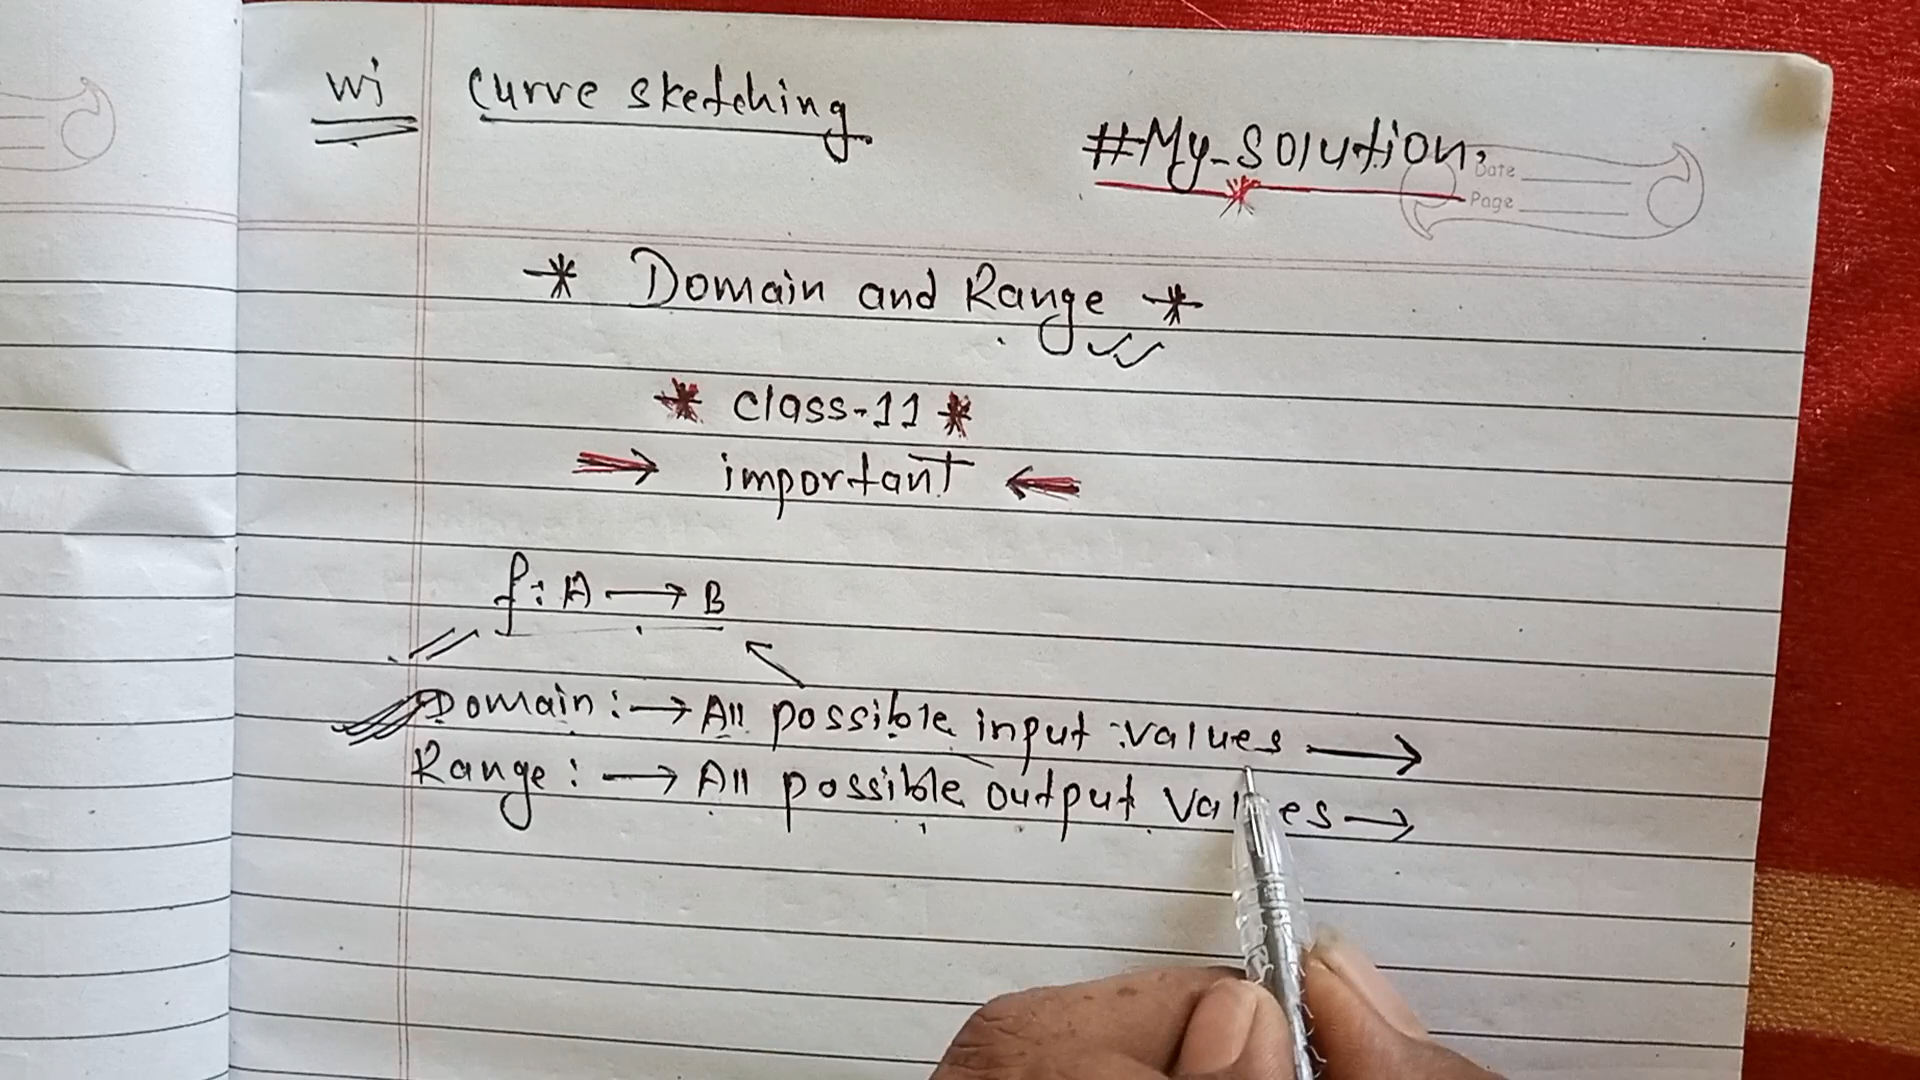 wi Curve sketching
#My-Solution.
Date
Page
* Domain and Range *
* class-11 *
→ important ←
f: A → B
Domain :→ All possible input :values →
Range : → All possible output values →